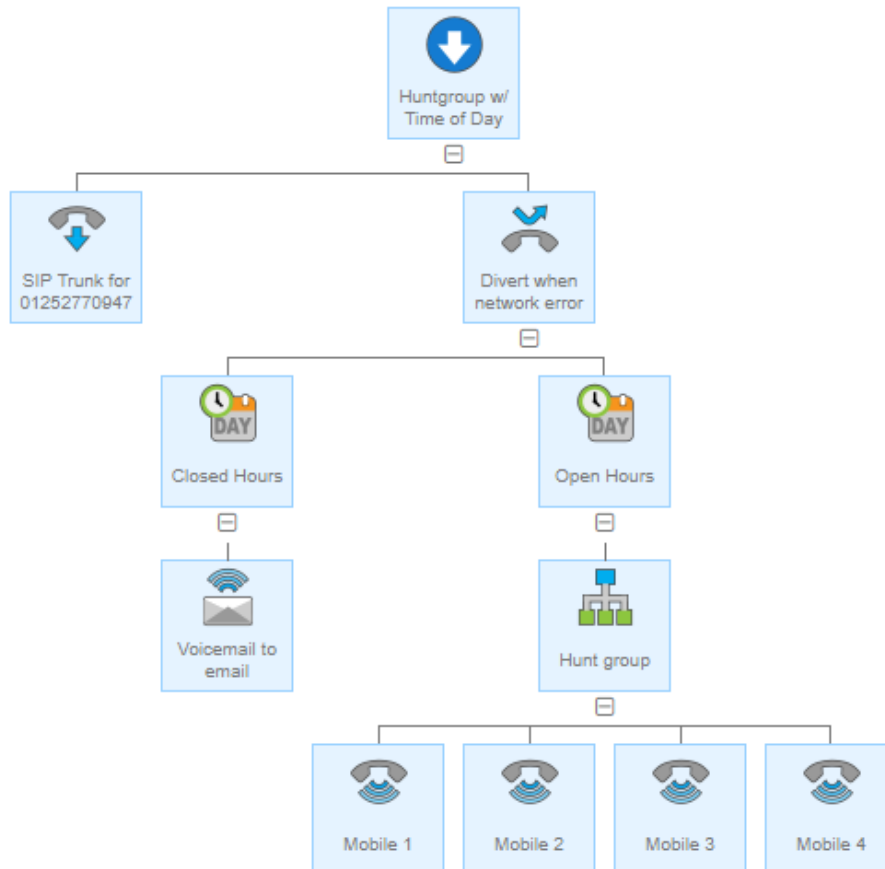 Huntgroup w/
Time of Day
SIP Trunk for
01252770947
Divert when
network error
DAY
Closed Hours
DAY
Open Hours
Voicemail to
email
Hunt group
Mobile 1
Mobile 2
Mobile 3
Mobile 4